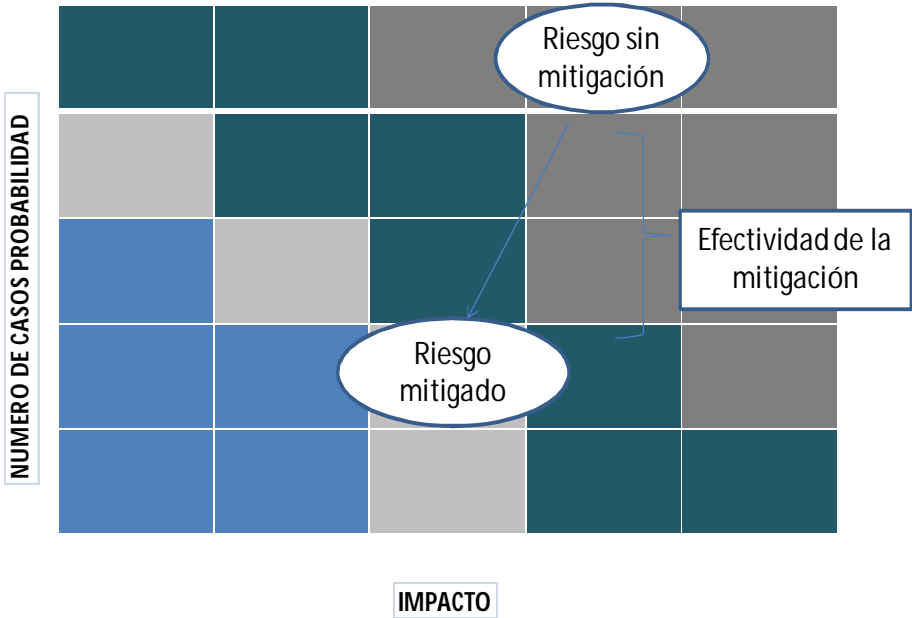 Riesgo sin
mitigación
NUMERO DE CASOS PROBABILIDAD
Efectividad de la
mitigación
Riesgo
mitigado
IMPACTO